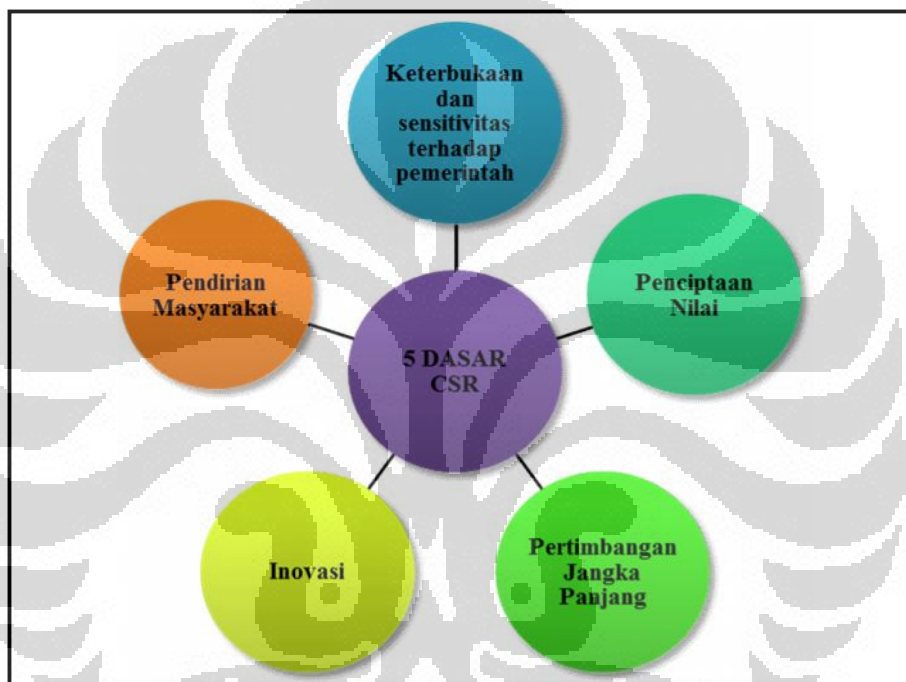 Keterbukaan
dan
sensitivitas
terhadap
pemerintah
Pendirian
Masyarakat
Penciptaan
Nilai
5 DASAR
CSR
Inovasi
Pertimbangan
Jangka
Panjang